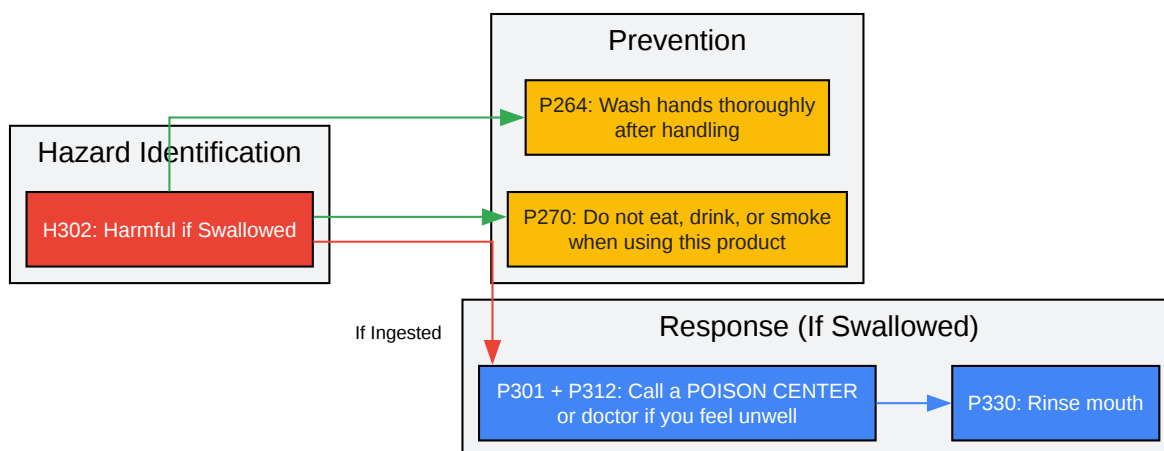 Prevention
P264: Wash hands thoroughly
after handling
Hazard Identification
H302: Harmful if Swallowed
P270: Do not eat, drink, or smoke
when using this product
If Ingested
Response (If Swallowed)
P301 + P312: Call a POISON CENTER
or doctor if you feel unwell
P330: Rinse mouth